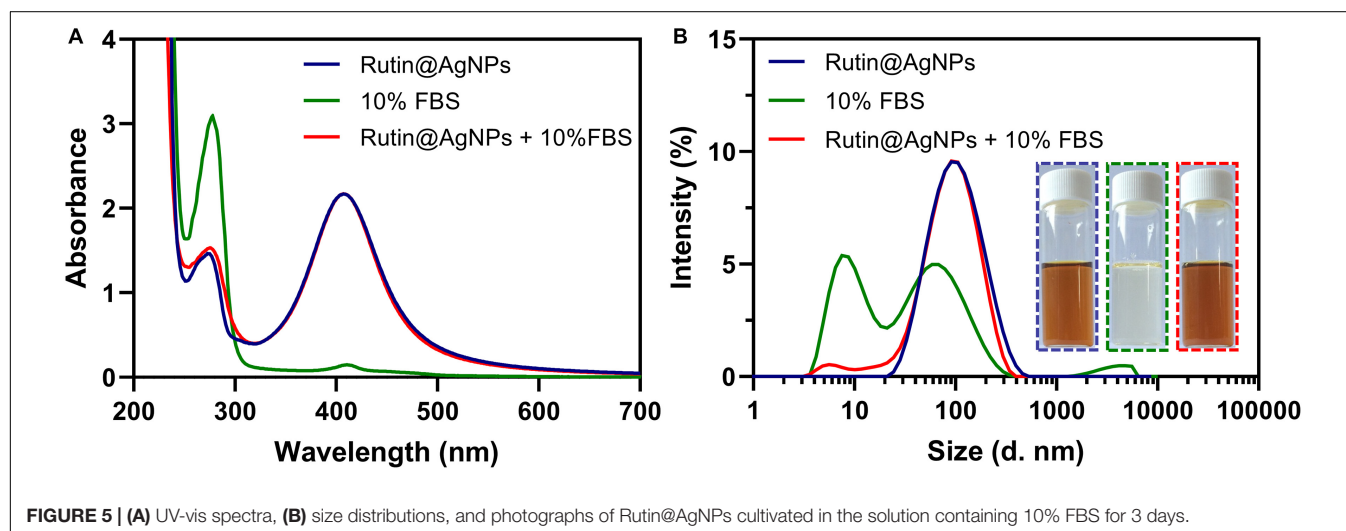 A
4
3
2
1
0
Absorbance
Rutin@AgNPs
10% FBS
Rutin@AgNPs + 10%FBS
200 300 400 500 600 700
Wavelength (nm)
B
15
10
5
0
Intensity (%)
Rutin@AgNPs
10% FBS
Rutin@AgNPs + 10% FBS
1 10 100 1000 10000 100000
Size (d. nm)
FIGURE 5 | (A) UV-vis spectra, (B) size distributions, and photographs of Rutin@AgNPs cultivated in the solution containing 10% FBS for 3 days.